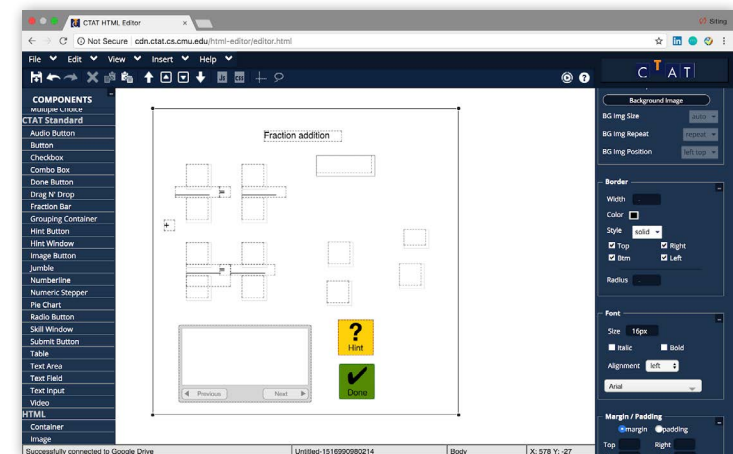 CTAT HTML Editor
Biting
Not Secure cdn.ctat.cs.cmu.edu/html-editor/editor.html
File Edit View Insert Help
CTAT
COMPONENTS
Multiple Choice
CTAT Standard
Audio Button
Button
Checkbox
Combo Box
Done Button
Drag N' Drop
Fraction Bar
Grouping Container
Hint Button
Hint Window
Image Button
Jumble
Numberline
Numeric Stepper
Pie Chart
Radio Button
Skill Window
Submit Button
Table
Text Area
Text Field
Text Input
Video
HTML
Container
Image
Fraction addition
=
+
=
? Hint
Done
Previous Next
Background Image
BG Img Size auto
BG Img Repeat repeat
BG Img Position left top
Border
Width
Color
Style solid
Top Right
Btm Left
Radius
Font
Size 16px
Italic Bold
Alignment left
Arial
Margin / Padding
margin padding
Top Right
Successfully connected to Google Drive Untitled-1516990980214 Body X: 578 Y: -27